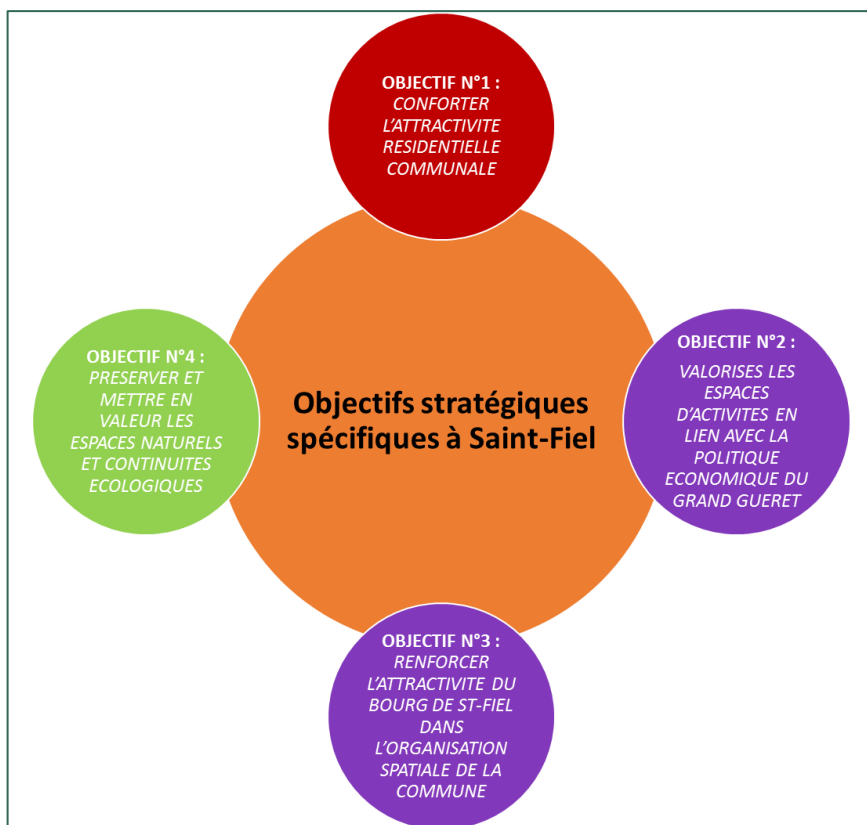 OBJECTIF N°1 :
CONFORTER
L'ATTRACTIVITE
RESIDENTIELLE
COMMUNALE
OBJECTIF N°4 :
PRESERVER ET
METTRE EN
VALEUR LES
ESPACES NATURELS
ET CONTINUITES
ECOLOGIQUES
Objectifs stratégiques
spécifiques à Saint-Fiel
OBJECTIF N°2 :
VALORISES LES
ESPACES
D'ACTIVITES EN
LIEN AVEC LA
POLITIQUE
ECONOMIQUE DU
GRAND GUERET
OBJECTIF N°3 :
RENFORCER
L'ATTRACTIVITE DU
BOURG DE ST-FIEL
DANS
L'ORGANISATION
SPATIALE DE LA
COMMUNE